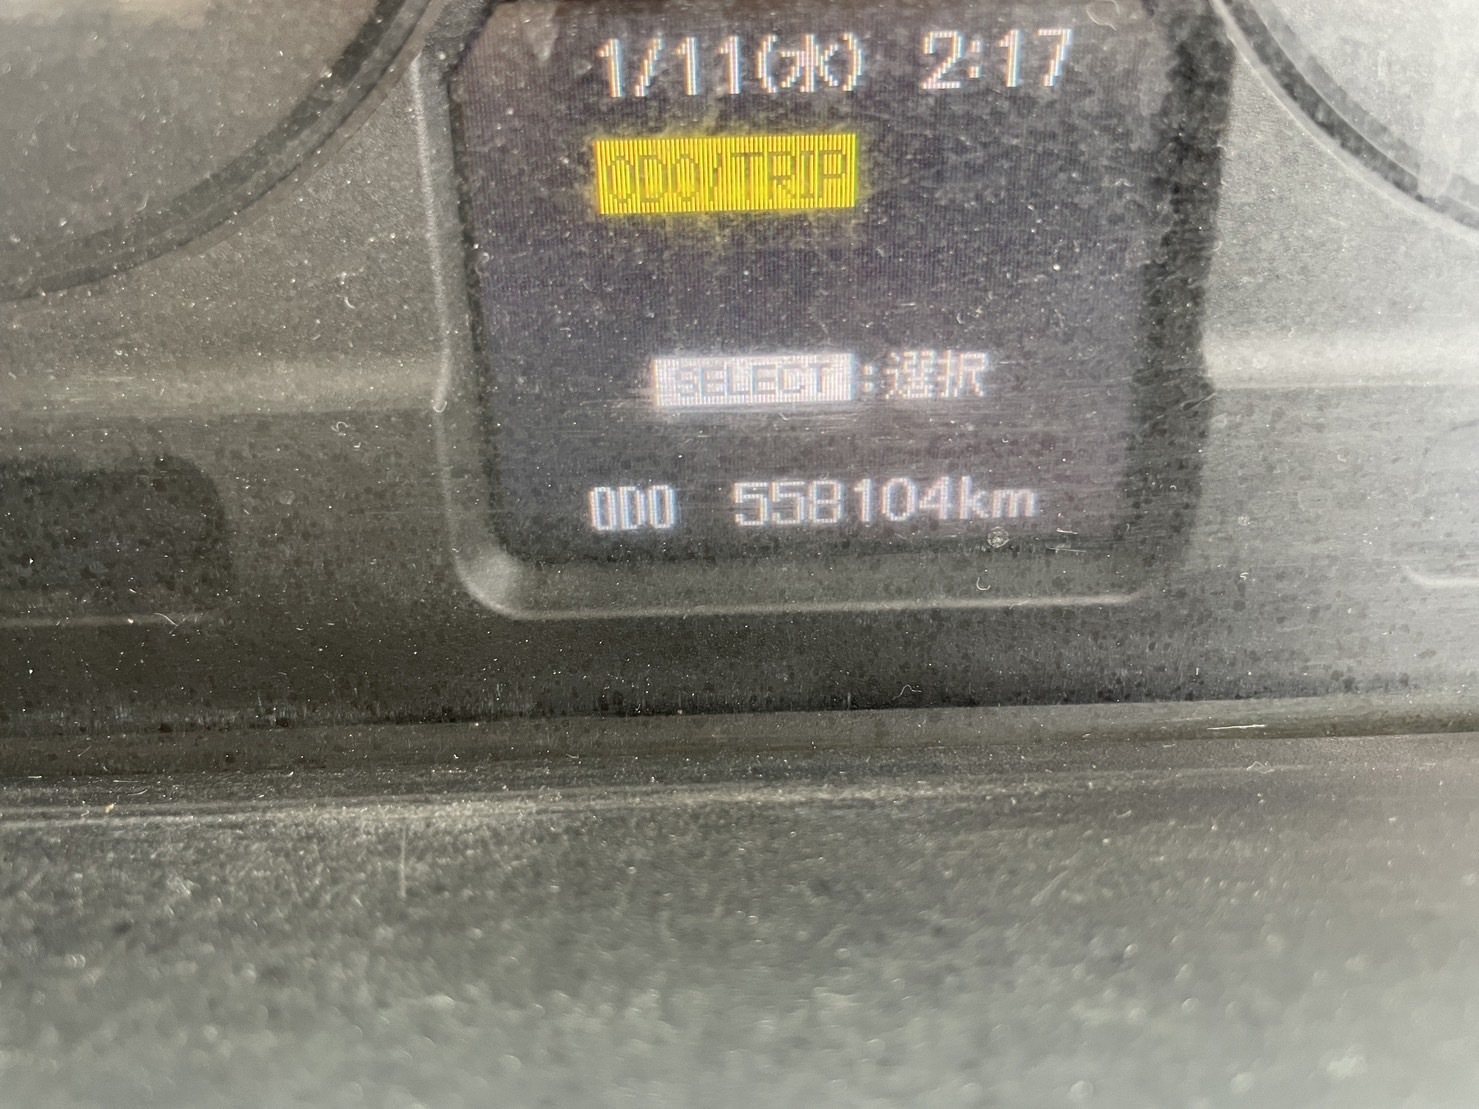 1/11(水) 2:17
ODO/TRIP
SELECT:選択
ODO 558104km